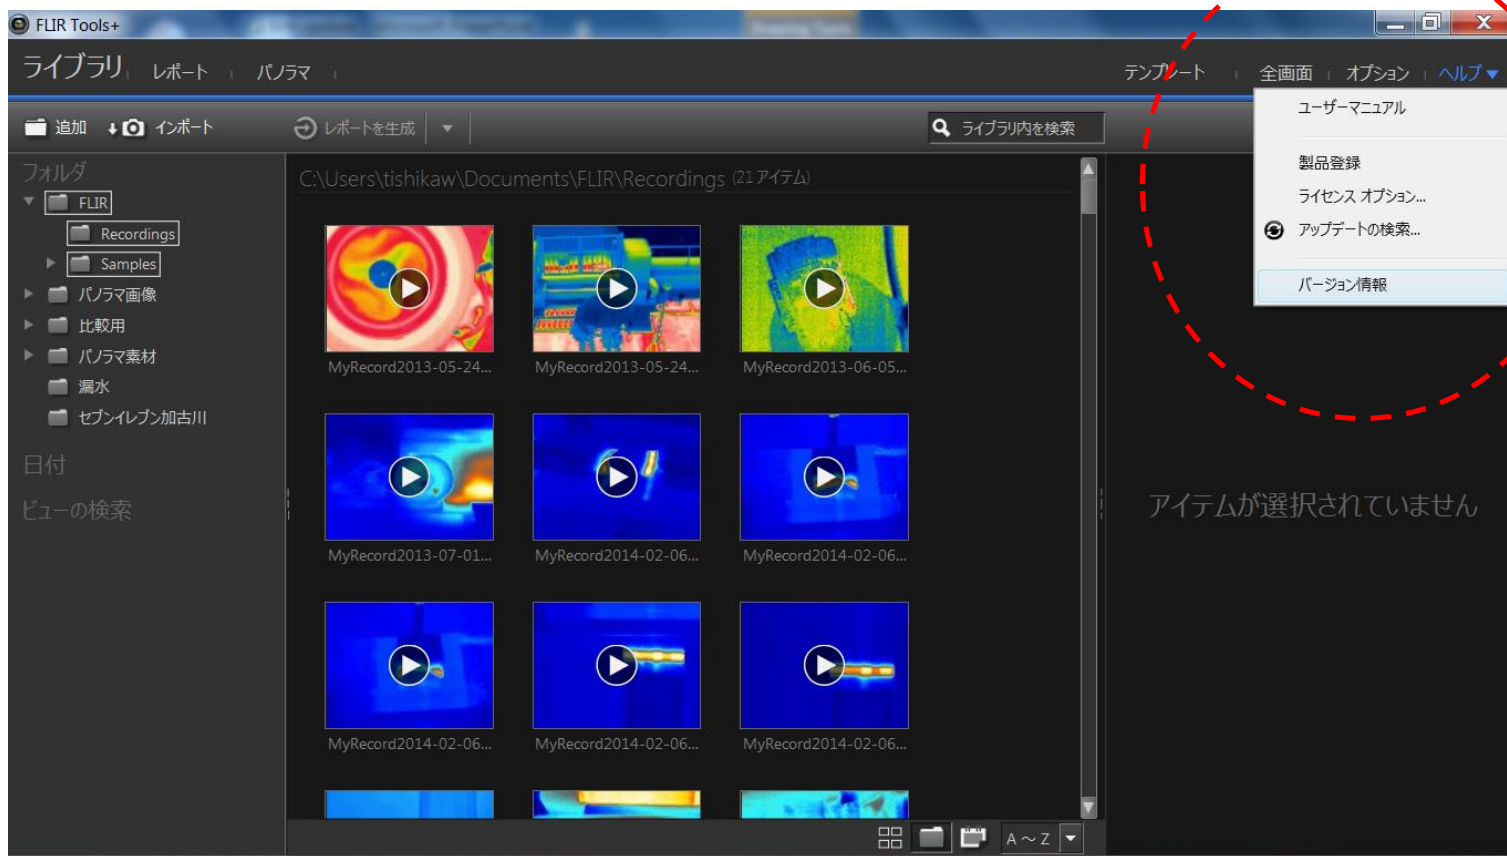 FLIR Tools+
ライブラリ レポート パノラマ テンプレート 全画面 オプション ヘルプ
追加 インポート レポートを生成 ライブラリ内を検索
ユーザーマニュアル
製品登録
ライセンス オプション...
アップデートの検索...
バージョン情報
フォルダ
FLIR
Recordings
Samples
パノラマ画像
比較用
パノラマ素材
漏水
セブンイレブン加古川
日付
ビューの検索
C:\Users\tishikaw\Documents\FLIR\Recordings (21アイテム)
MyRecord2013-05-24... MyRecord2013-05-24... MyRecord2013-06-05...
MyRecord2013-07-01... MyRecord2014-02-06... MyRecord2014-02-06...
MyRecord2014-02-06... MyRecord2014-02-06... MyRecord2014-02-06...
アイテムが選択されていません
A～Z